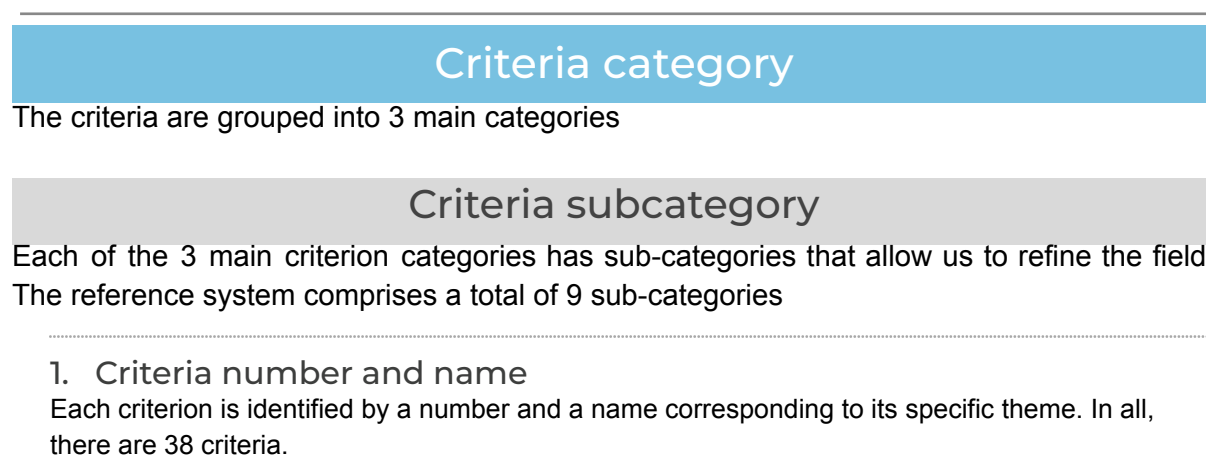 Criteria category
The criteria are grouped into 3 main categories
Criteria subcategory
Each of the 3 main criterion categories has sub-categories that allow us to refine the field
The reference system comprises a total of 9 sub-categories
1. Criteria number and name
Each criterion is identified by a number and a name corresponding to its specific theme. In all,
there are 38 criteria.